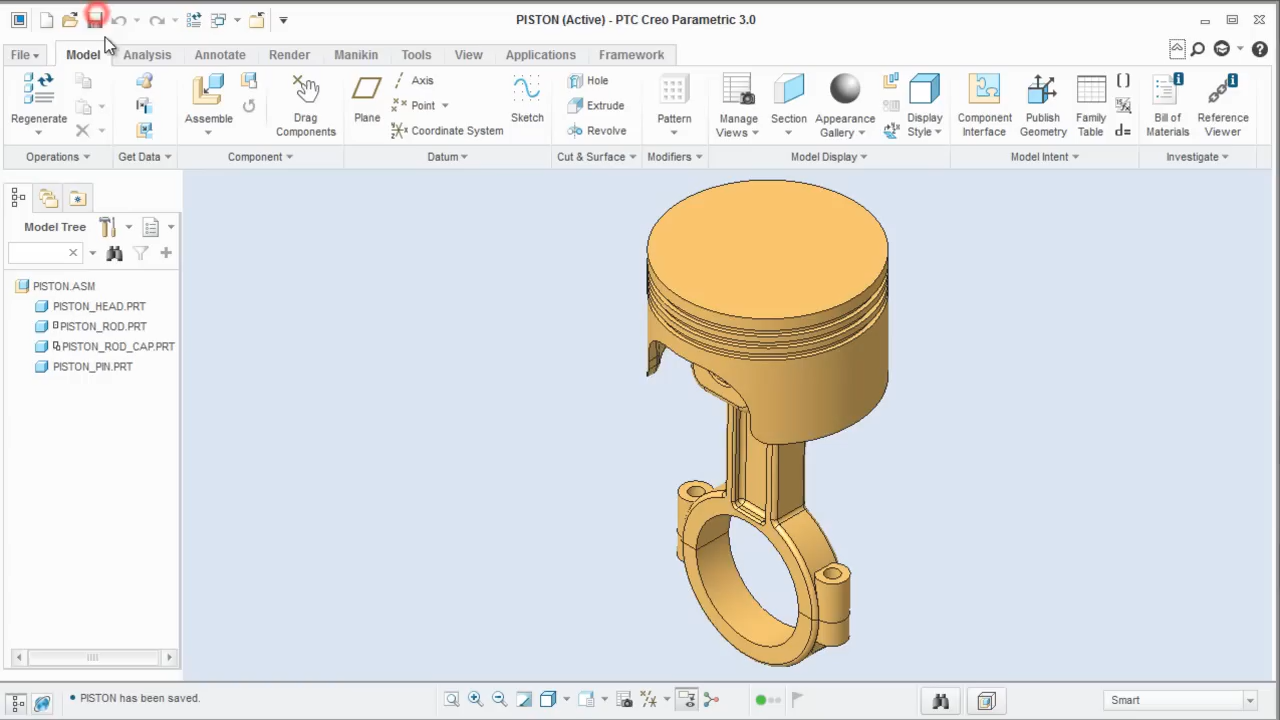 PISTON (Active) - PTC Creo Parametric 3.0
File Model Analysis Annotate Render Manikin Tools View Applications Framework
Regenerate
Assemble
Drag
Components
Plane
Axis
Point
Coordinate System
Sketch
Hole
Extrude
Revolve
Pattern
Manage
Views
Section
Appearance
Gallery
Display
Style
Component
Interface
Publish
Geometry
Family
Table
d=
Bill of
Materials
Reference
Viewer
Operations Get Data Component Datum Cut & Surface Modifiers Model Display Model Intent Investigate
Model Tree
PISTON.ASM
PISTON_HEAD.PRT
PISTON_ROD.PRT
PISTON_ROD_CAP.PRT
PISTON_PIN.PRT
• PISTON has been saved.
Smart